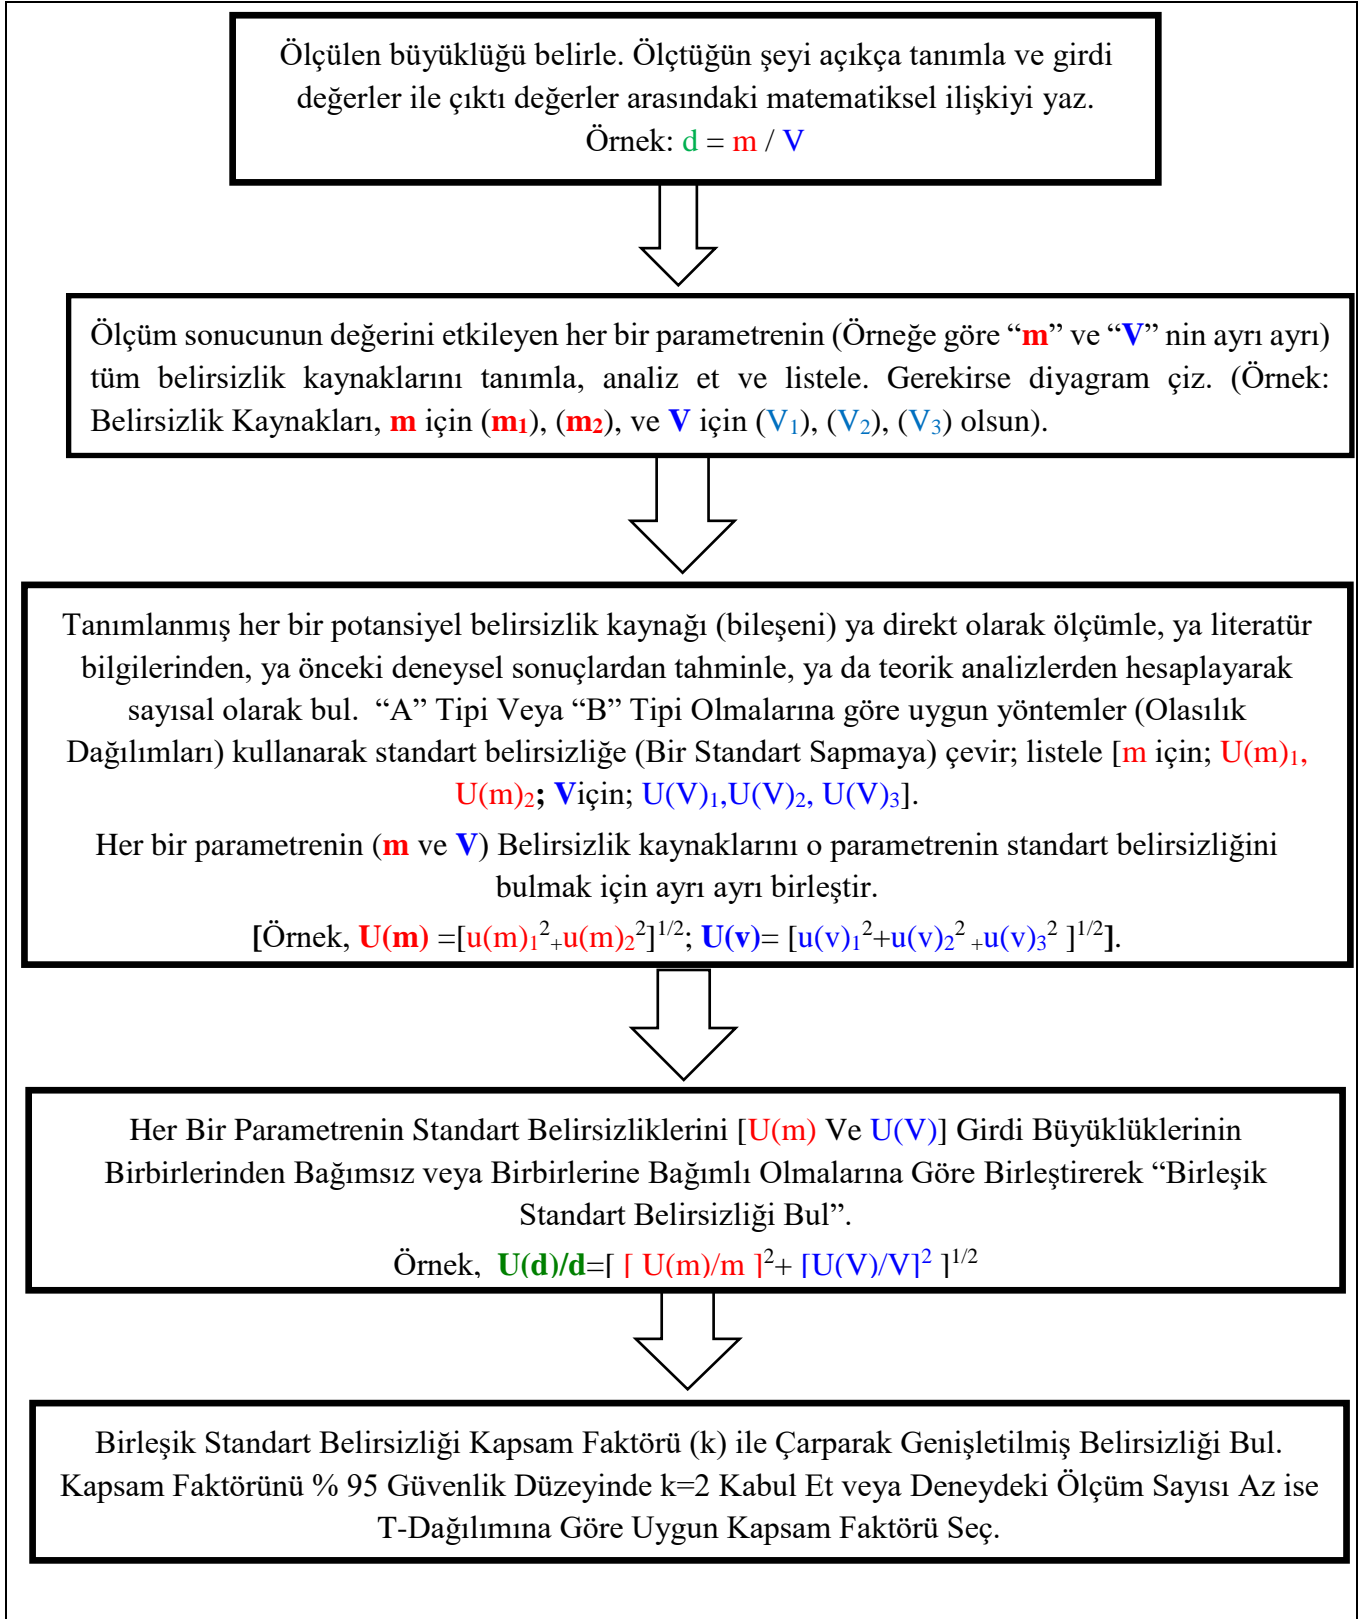 Ölçülen büyüklüğü belirle. Ölçtüğün şeyi açıkça tanımla ve girdi
değerler ile çıktı değerler arasındaki matematiksel ilişkiyi yaz.
Örnek: d = m / V
Ölçüm sonucunun değerini etkileyen her bir parametrenin (Örneğe göre “m” ve “V” nin ayrı ayrı)
tüm belirsizlik kaynaklarını tanımla, analiz et ve listele. Gerekirse diyagram çiz. (Örnek:
Belirsizlik Kaynakları, m için (m₁), (m₂), ve V için (V₁), (V₂), (V₃) olsun).
Tanımlanmış her bir potansiyel belirsizlik kaynağı (bileşeni) ya direkt olarak ölçümle, ya literatür
bilgilerinden, ya önceki deneysel sonuçlardan tahminle, ya da teorik analizlerden hesaplayarak
sayısal olarak bul. “A” Tipi Veya “B” Tipi Olmalarına göre uygun yöntemler (Olasılık
Dağılımları) kullanarak standart belirsizliğe (Bir Standart Sapmaya) çevir; listele [m için; U(m)₁,
U(m)₂; Viçin; U(V)₁,U(V)₂, U(V)₃].
Her bir parametrenin (m ve V) Belirsizlik kaynaklarını o parametrenin standart belirsizliğini
bulmak için ayrı ayrı birleştir.
[Örnek, U(m) =[u(m)₁²₊u(m)₂²]¹ᐟ²; U(v)= [u(v)₁²+u(v)₂² ₊u(v)₃² ]¹ᐟ²].
Her Bir Parametrenin Standart Belirsizliklerini [U(m) Ve U(V)] Girdi Büyüklüklerinin
Birbirlerinden Bağımsız veya Birbirlerine Bağımlı Olmalarına Göre Birleştirerek “Birleşik
Standart Belirsizliği Bul”.
Örnek, U(d)/d=[ [ U(m)/m ]²+ [U(V)/V]² ]¹ᐟ²
Birleşik Standart Belirsizliği Kapsam Faktörü (k) ile Çarparak Genişletilmiş Belirsizliği Bul.
Kapsam Faktörünü % 95 Güvenlik Düzeyinde k=2 Kabul Et veya Deneydeki Ölçüm Sayısı Az ise
T-Dağılımına Göre Uygun Kapsam Faktörü Seç.